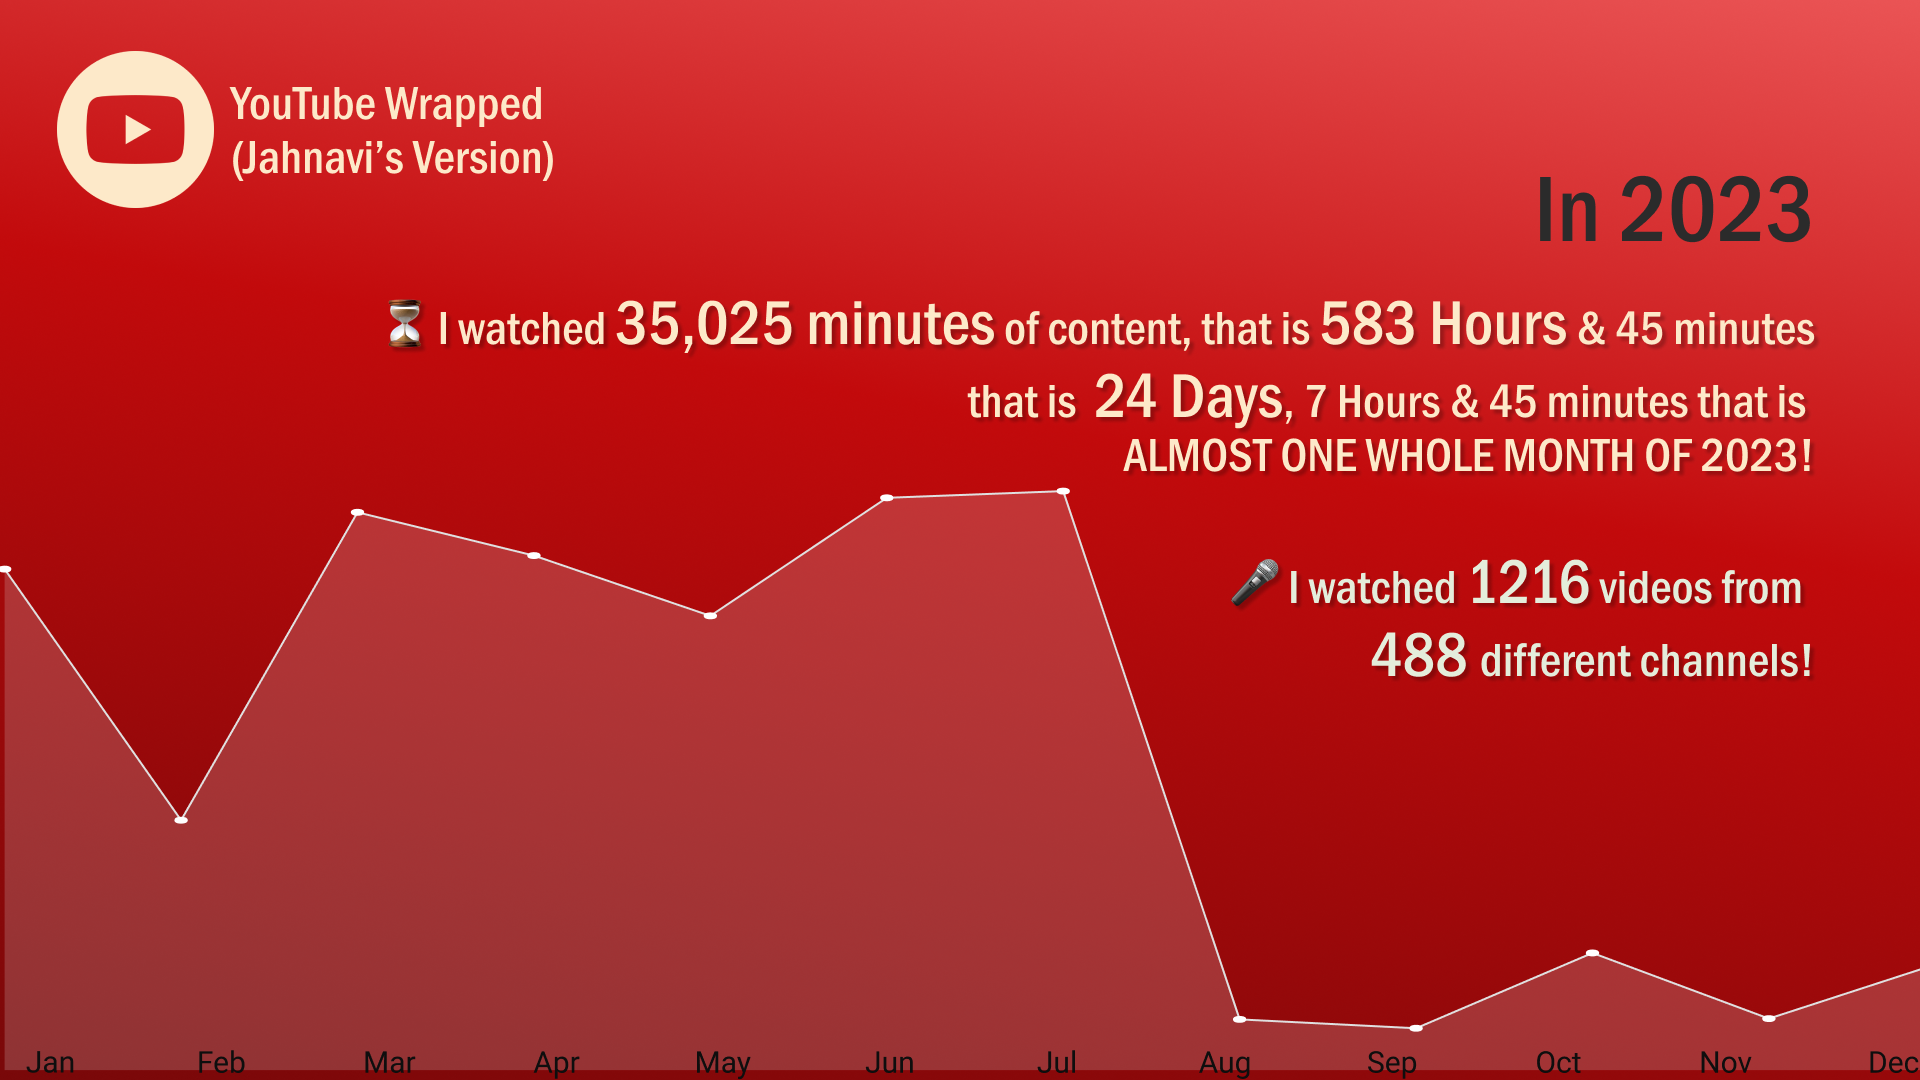 YouTube Wrapped
(Jahnavi’s Version)
In 2023
I watched 35,025 minutes of content, that is 583 Hours & 45 minutes
that is 24 Days, 7 Hours & 45 minutes that is
ALMOST ONE WHOLE MONTH OF 2023!
I watched 1216 videos from
488 different channels!
Jan Feb Mar Apr May Jun Jul Aug Sep Oct Nov Dec